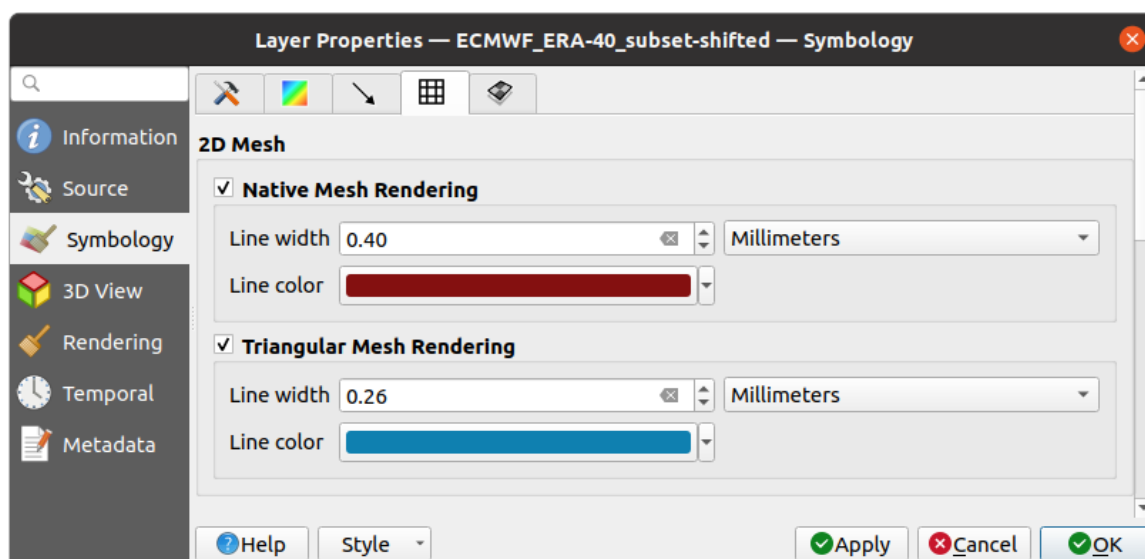 Layer Properties — ECMWF_ERA-40_subset-shifted — Symbology
Information
Source
Symbology
3D View
Rendering
Temporal
Metadata
2D Mesh
Native Mesh Rendering
Line width 0.40 Millimeters
Line color
Triangular Mesh Rendering
Line width 0.26 Millimeters
Line color
Help Style Apply Cancel OK